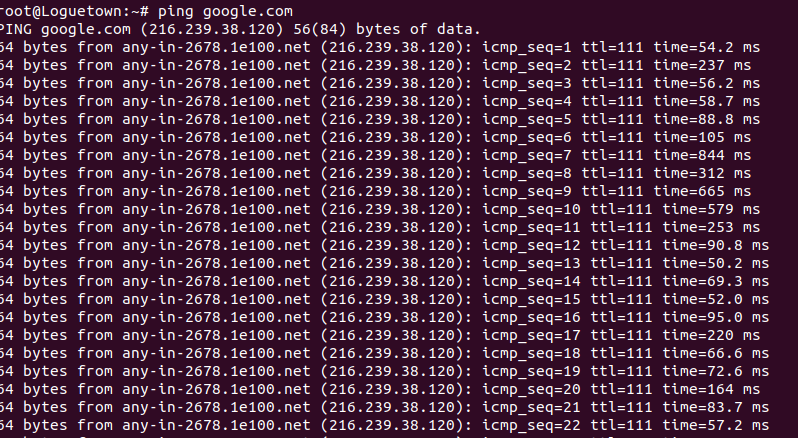 root@Loguetown:~# ping google.com
PING google.com (216.239.38.120) 56(84) bytes of data.
64 bytes from any-in-2678.1e100.net (216.239.38.120): icmp_seq=1 ttl=111 time=54.2 ms
64 bytes from any-in-2678.1e100.net (216.239.38.120): icmp_seq=2 ttl=111 time=237 ms
64 bytes from any-in-2678.1e100.net (216.239.38.120): icmp_seq=3 ttl=111 time=56.2 ms
64 bytes from any-in-2678.1e100.net (216.239.38.120): icmp_seq=4 ttl=111 time=58.7 ms
64 bytes from any-in-2678.1e100.net (216.239.38.120): icmp_seq=5 ttl=111 time=88.8 ms
64 bytes from any-in-2678.1e100.net (216.239.38.120): icmp_seq=6 ttl=111 time=105 ms
64 bytes from any-in-2678.1e100.net (216.239.38.120): icmp_seq=7 ttl=111 time=844 ms
64 bytes from any-in-2678.1e100.net (216.239.38.120): icmp_seq=8 ttl=111 time=312 ms
64 bytes from any-in-2678.1e100.net (216.239.38.120): icmp_seq=9 ttl=111 time=665 ms
64 bytes from any-in-2678.1e100.net (216.239.38.120): icmp_seq=10 ttl=111 time=579 ms
64 bytes from any-in-2678.1e100.net (216.239.38.120): icmp_seq=11 ttl=111 time=253 ms
64 bytes from any-in-2678.1e100.net (216.239.38.120): icmp_seq=12 ttl=111 time=90.8 ms
64 bytes from any-in-2678.1e100.net (216.239.38.120): icmp_seq=13 ttl=111 time=50.2 ms
64 bytes from any-in-2678.1e100.net (216.239.38.120): icmp_seq=14 ttl=111 time=69.3 ms
64 bytes from any-in-2678.1e100.net (216.239.38.120): icmp_seq=15 ttl=111 time=52.0 ms
64 bytes from any-in-2678.1e100.net (216.239.38.120): icmp_seq=16 ttl=111 time=95.0 ms
64 bytes from any-in-2678.1e100.net (216.239.38.120): icmp_seq=17 ttl=111 time=220 ms
64 bytes from any-in-2678.1e100.net (216.239.38.120): icmp_seq=18 ttl=111 time=66.6 ms
64 bytes from any-in-2678.1e100.net (216.239.38.120): icmp_seq=19 ttl=111 time=72.6 ms
64 bytes from any-in-2678.1e100.net (216.239.38.120): icmp_seq=20 ttl=111 time=164 ms
64 bytes from any-in-2678.1e100.net (216.239.38.120): icmp_seq=21 ttl=111 time=83.7 ms
64 bytes from any-in-2678.1e100.net (216.239.38.120): icmp_seq=22 ttl=111 time=57.2 ms